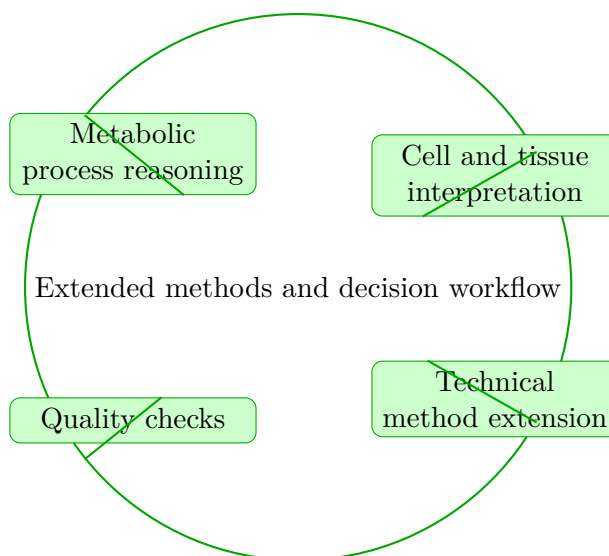 Metabolic
process reasoning
Cell and tissue
interpretation
Extended methods and decision workflow
Quality checks
Technical
method extension